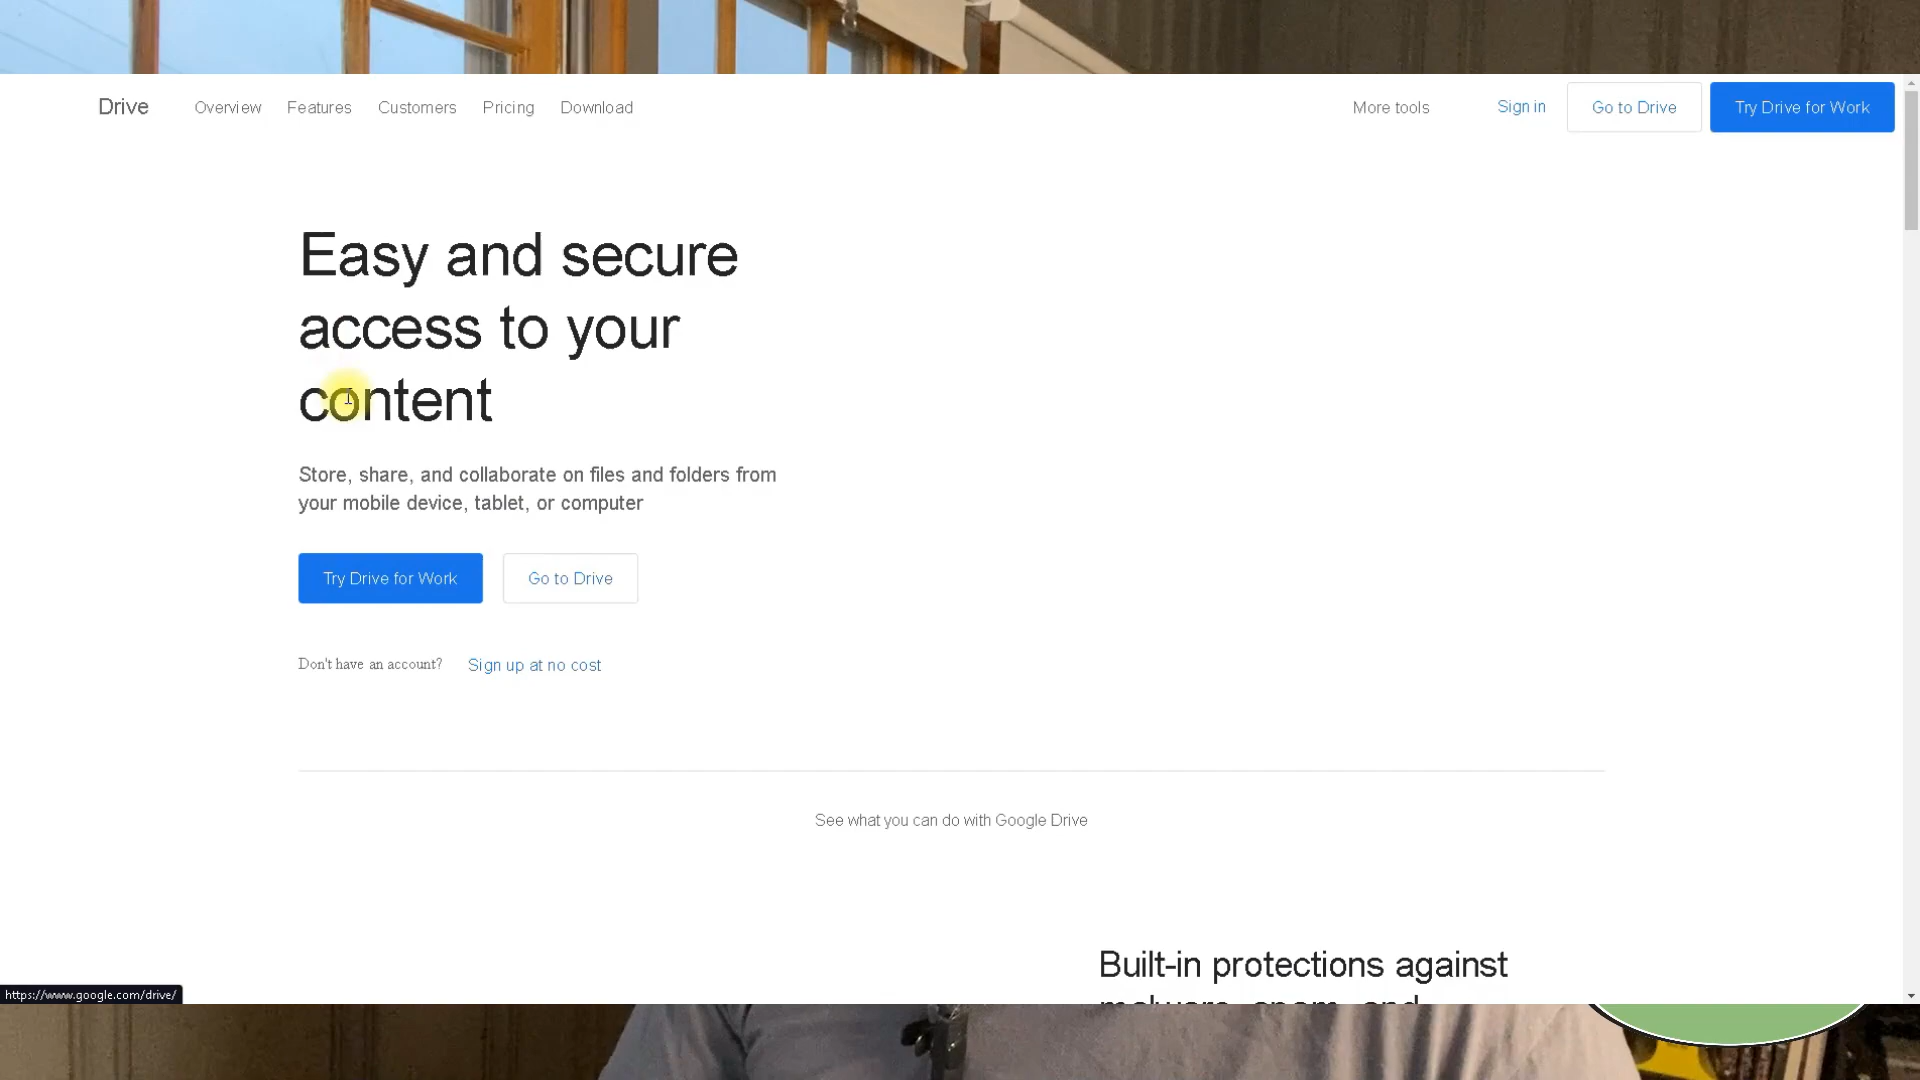 Drive
Overview
Features
Customers
Pricing
Download
More tools
Sign in
Go to Drive
Try Drive for Work
Easy and secure
access to your
content
Store, share, and collaborate on files and folders from
your mobile device, tablet, or computer
Try Drive for Work
Go to Drive
Don't have an account?
Sign up at no cost
See what you can do with Google Drive
Built-in protections against
malware, spam, and
https://www.google.com/drive/